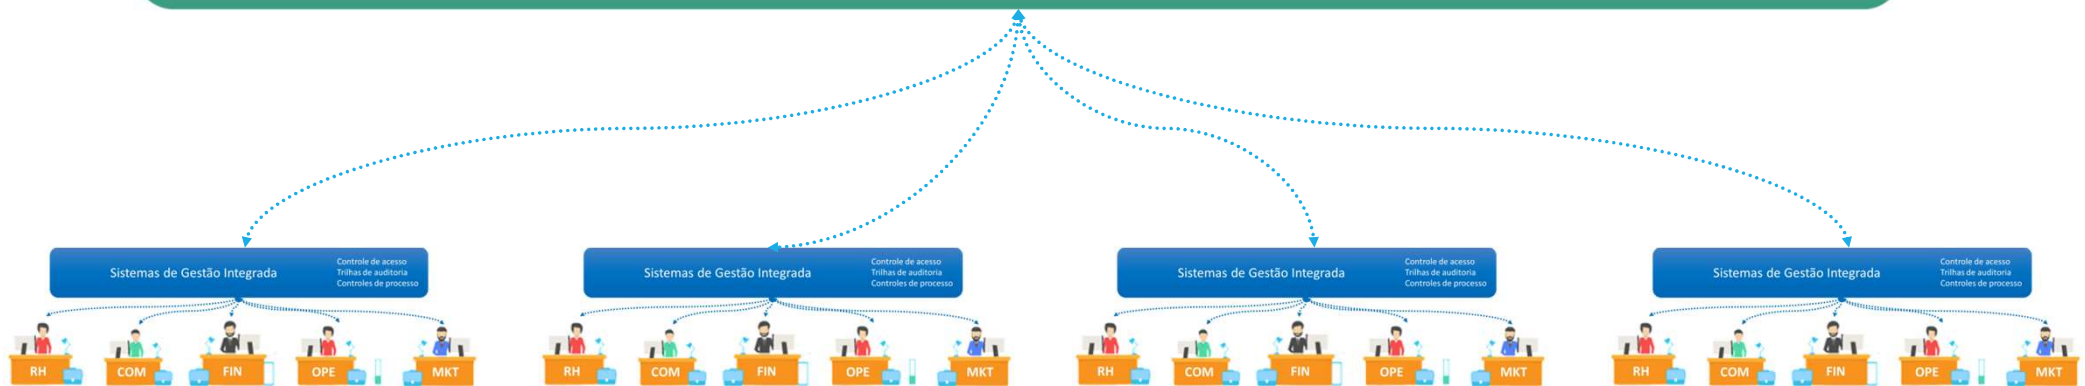 Sistemas de Gestão Integrada
Controle de acesso
Trilhas de auditoria
Controles de processo
Sistemas de Gestão Integrada
Controle de acesso
Trilhas de auditoria
Controles de processo
Sistemas de Gestão Integrada
Controle de acesso
Trilhas de auditoria
Controles de processo
Sistemas de Gestão Integrada
Controle de acesso
Trilhas de auditoria
Controles de processo
RH
COM
FIN
OPE
MKT
RH
COM
FIN
OPE
MKT
RH
COM
FIN
OPE
MKT
RH
COM
FIN
OPE
MKT